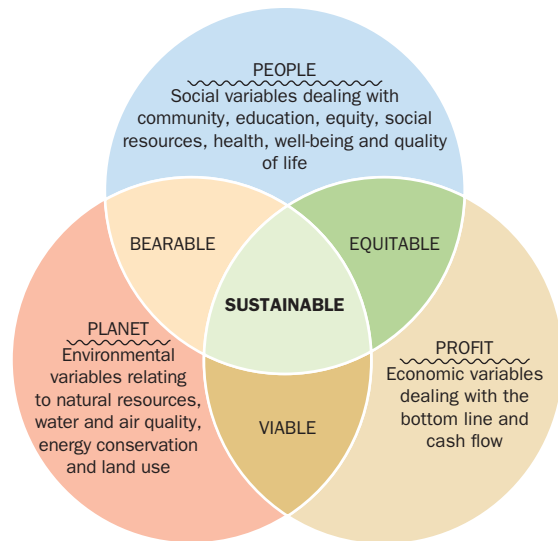 PEOPLE
Social variables dealing with
community, education, equity, social
resources, health, well-being and quality
of life
BEARABLE
EQUITABLE
SUSTAINABLE
PLANET
Environmental
variables relating
to natural resources,
water and air quality,
energy conservation
and land use
PROFIT
Economic variables
dealing with the
bottom line and
cash flow
VIABLE